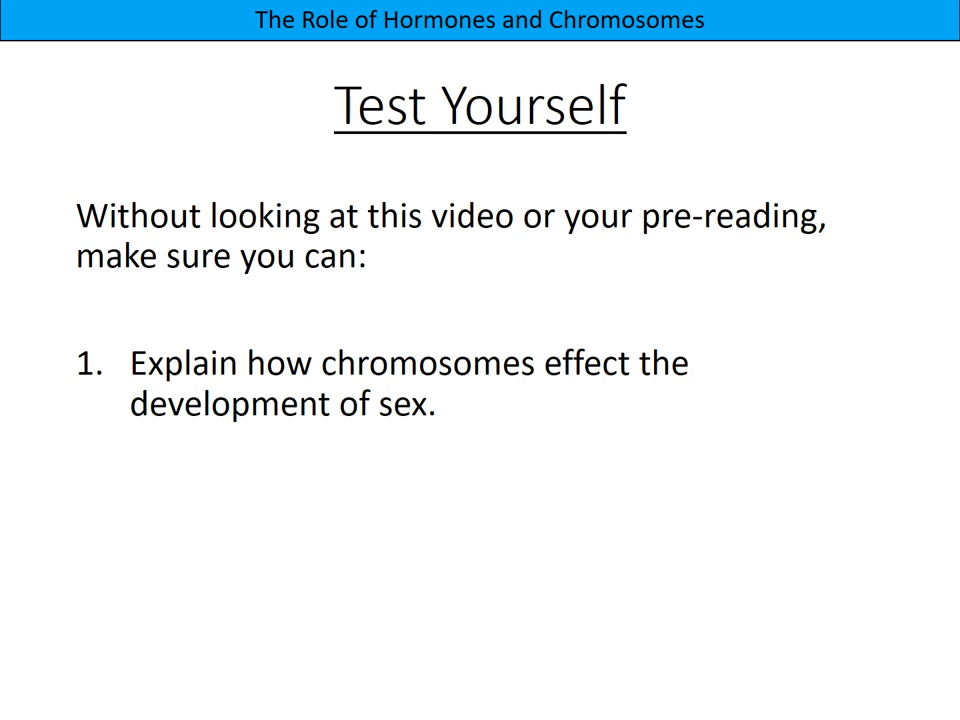 The Role of Hormones and Chromosomes
Test Yourself
Without looking at this video or your pre-reading,
make sure you can:
1. Explain how chromosomes effect the
development of sex.